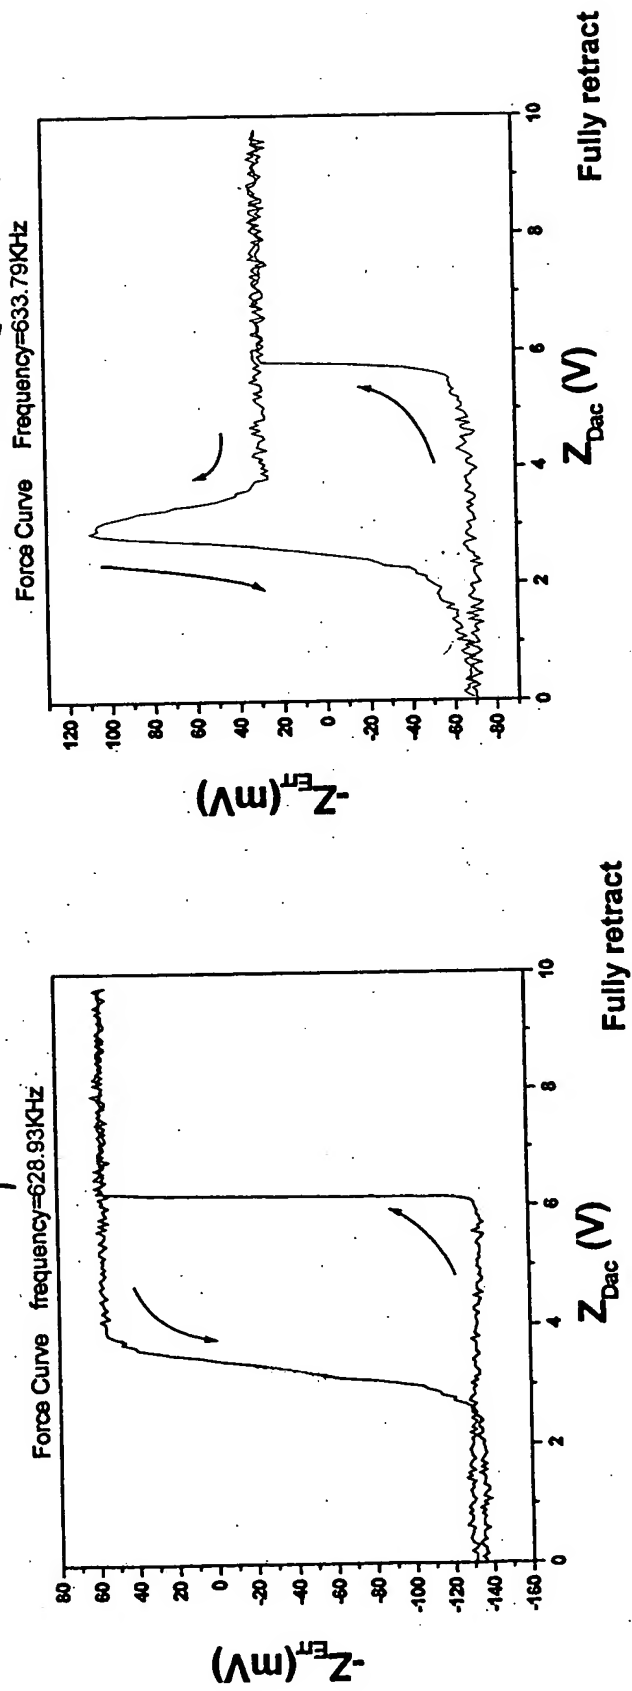 Force Curve frequency=628.93KHz
80
60
40
20
0
-20
-40
-60
-80
-100
-120
-140
-160
-Z_Err(mV)
0 2 4 6 8 10
Z_Dac (V)
Fully retract
Force Curve Frequency=633.79KHz
120
100
80
60
40
20
0
-20
-40
-60
-80
-Z_Err(mV)
0 2 4 6 8 10
Z_Dac (V)
Fully retract